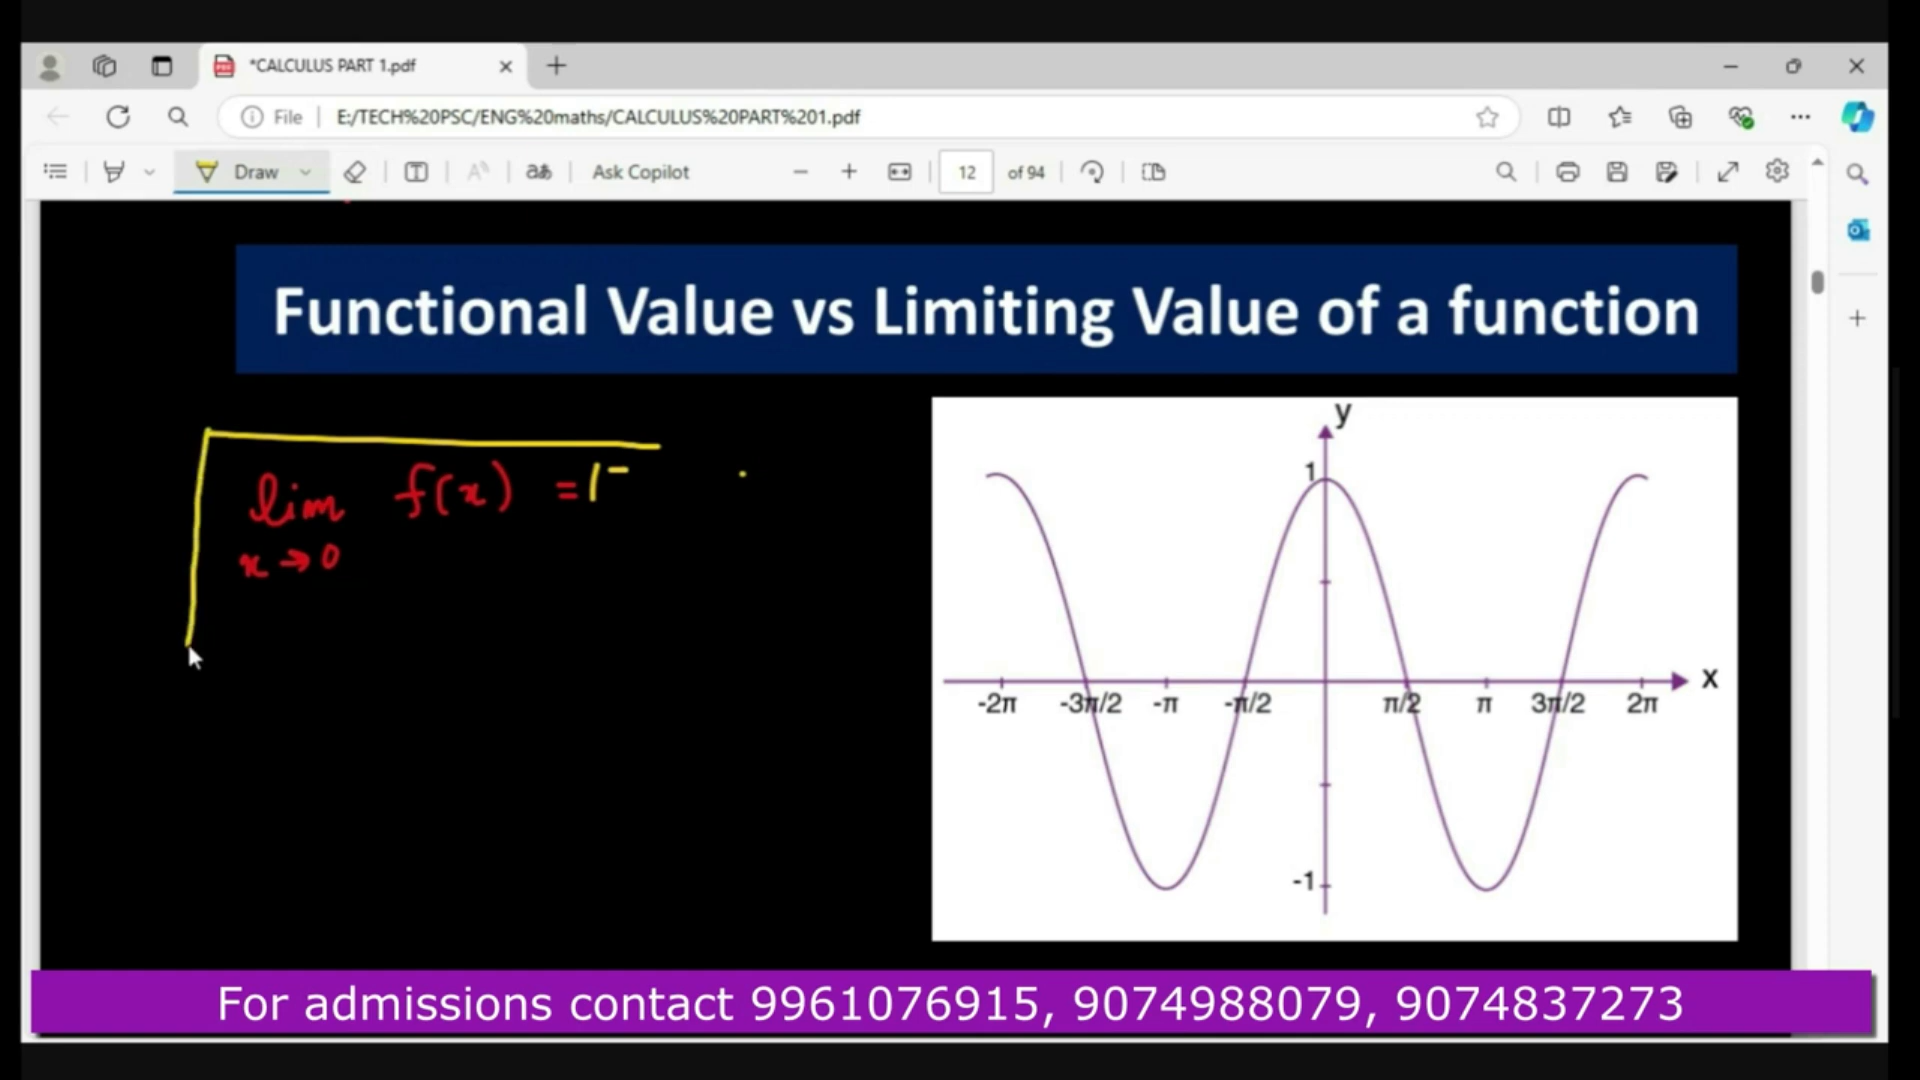 *CALCULUS PART 1.pdf
File E:/TECH%20PSC/ENG%20maths/CALCULUS%20PART%201.pdf
Draw Ask Copilot 12 of 94
Functional Value vs Limiting Value of a function
lim f(x) = 1⁻
x → 0
y
1
x
-2π -3π/2 -π -π/2 π/2 π 3π/2 2π
-1
For admissions contact 9961076915, 9074988079, 9074837273